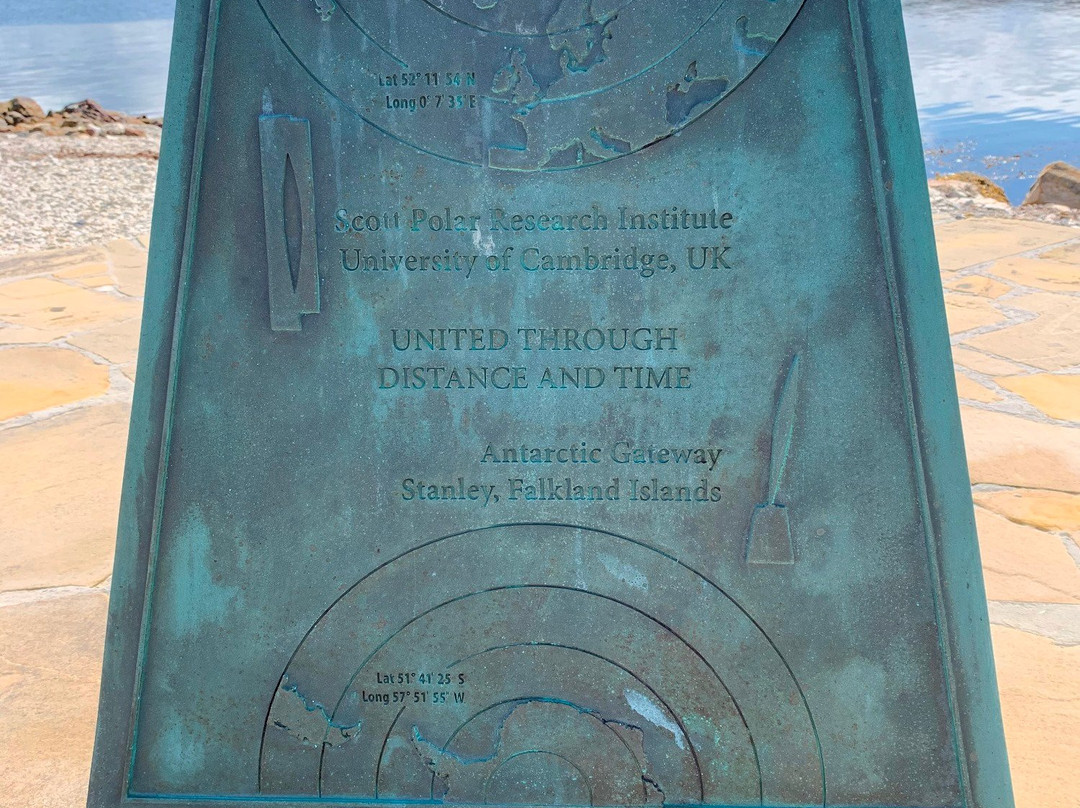 Lat 52° 11' 54" N
Long 0° 7' 35" E
Scott Polar Research Institute
University of Cambridge, UK
UNITED THROUGH
DISTANCE AND TIME
Antarctic Gateway
Stanley, Falkland Islands
Lat 51° 41' 25" S
Long 57° 51' 55" W